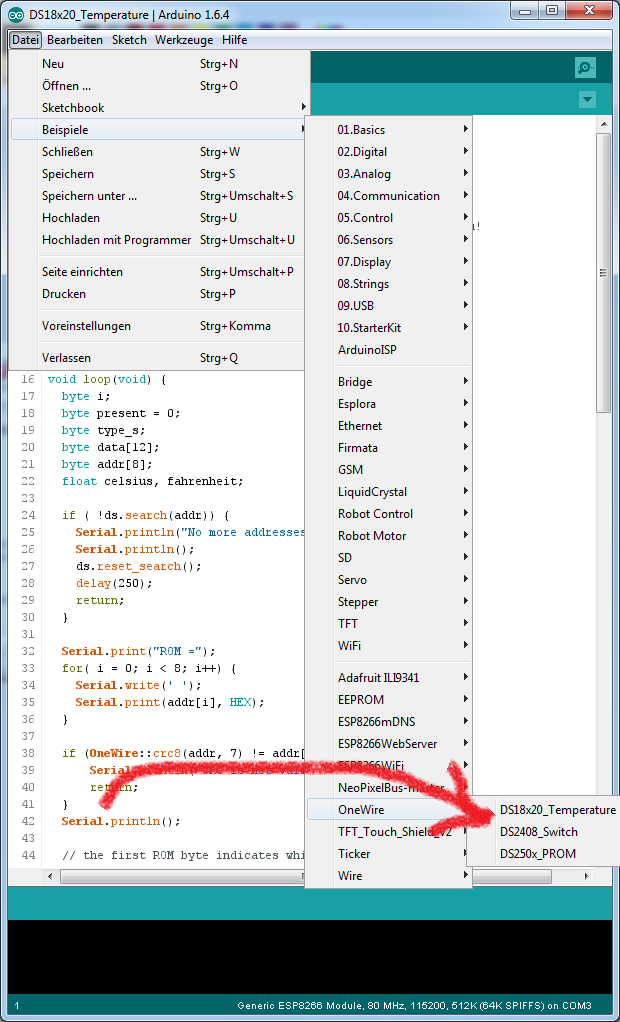 DS18x20_Temperature | Arduino 1.6.4
Datei Bearbeiten Sketch Werkzeuge Hilfe
Neu Strg+N
Öffnen ... Strg+O
Sketchbook
Beispiele
Schließen Strg+W
Speichern Strg+S
Speichern unter ... Strg+Umschalt+S
Hochladen Strg+U
Hochladen mit Programmer Strg+Umschalt+U
Seite einrichten Strg+Umschalt+P
Drucken Strg+P
Voreinstellungen Strg+Komma
Verlassen Strg+Q
01.Basics
02.Digital
03.Analog
04.Communication
05.Control
06.Sensors
07.Display
08.Strings
09.USB
10.StarterKit
ArduinoISP
Bridge
Esplora
Ethernet
Firmata
GSM
LiquidCrystal
Robot Control
Robot Motor
SD
Servo
Stepper
TFT
WiFi
Adafruit ILI9341
EEPROM
ESP8266mDNS
ESP8266WebServer
ESP8266WiFi
NeoPixelBus-master
OneWire
TFT_Touch_Shield_V2
Ticker
Wire
DS18x20_Temperature
DS2408_Switch
DS250x_PROM
16 void loop(void) {
17 byte i;
18 byte present = 0;
19 byte type_s;
20 byte data[12];
21 byte addr[8];
22 float celsius, fahrenheit;
23
24 if ( !ds.search(addr)) {
25 Serial.println("No more addresses
26 Serial.println();
27 ds.reset_search();
28 delay(250);
29 return;
30 }
31
32 Serial.print("ROM =");
33 for( i = 0; i < 8; i++) {
34 Serial.write(' ');
35 Serial.print(addr[i], HEX);
36 }
37
38 if (OneWire::crc8(addr, 7) != addr[
39
40 return;
41 }
42 Serial.println();
43
44 // the first ROM byte indicates whi
1
Generic ESP8266 Module, 80 MHz, 115200, 512K (64K SPIFFS) on COM3